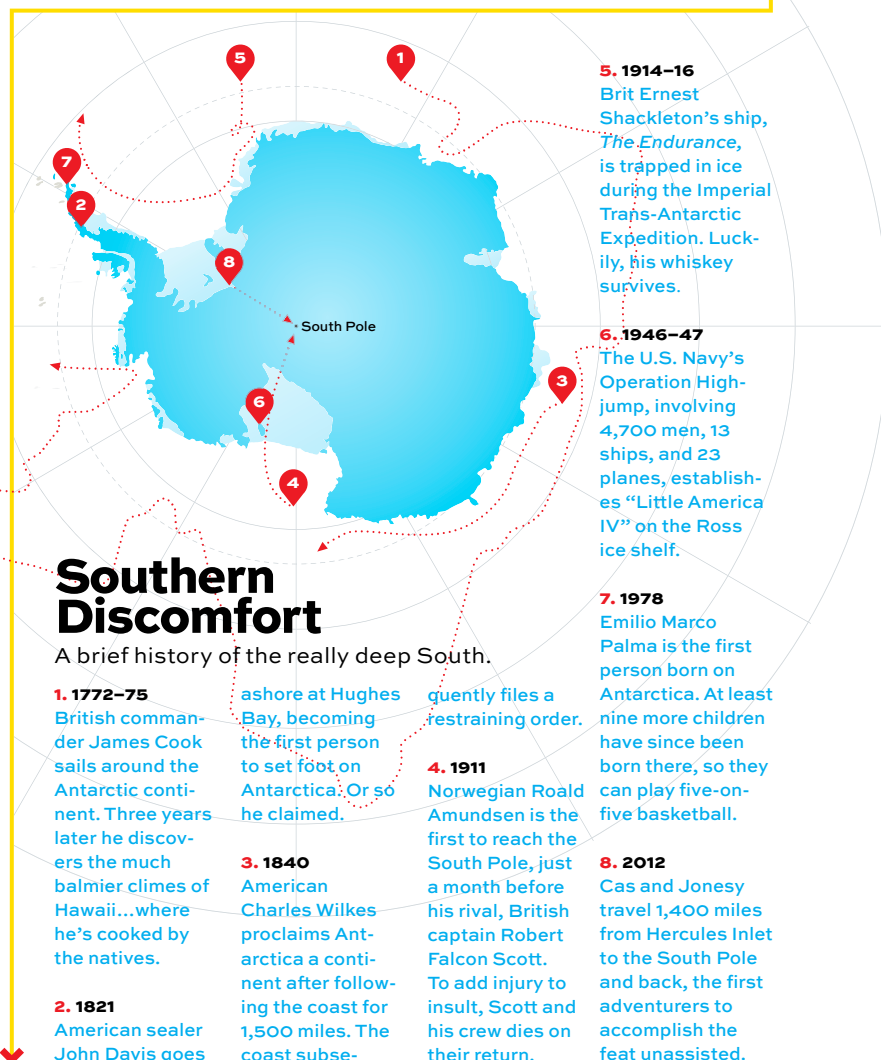 5
1
7
2
8
South Pole
3
6
4
Southern
Discomfort
A brief history of the really deep South.
1. 1772–75
British comman-
der James Cook
sails around the
Antarctic conti-
nent. Three years
later he discov-
ers the much
balmier climes of
Hawaii...where
he's cooked by
the natives.
2. 1821
American sealer
John Davis goes
ashore at Hughes
Bay, becoming
the first person
to set foot on
Antarctica. Or so
he claimed.
3. 1840
American
Charles Wilkes
proclaims Ant-
arctica a conti-
nent after follow-
ing the coast for
1,500 miles. The
coast subse-
quently files a
restraining order.
4. 1911
Norwegian Roald
Amundsen is the
first to reach the
South Pole, just
a month before
his rival, British
captain Robert
Falcon Scott.
To add injury to
insult, Scott and
his crew dies on
their return.
5. 1914–16
Brit Ernest
Shackleton's ship,
The Endurance,
is trapped in ice
during the Imperial
Trans-Antarctic
Expedition. Luck-
ily, his whiskey
survives.
6. 1946–47
The U.S. Navy's
Operation High-
jump, involving
4,700 men, 13
ships, and 23
planes, establish-
es "Little America
IV" on the Ross
ice shelf.
7. 1978
Emilio Marco
Palma is the first
person born on
Antarctica. At least
nine more children
have since been
born there, so they
can play five-on-
five basketball.
8. 2012
Cas and Jonesy
travel 1,400 miles
from Hercules Inlet
to the South Pole
and back, the first
adventurers to
accomplish the
feat unassisted.